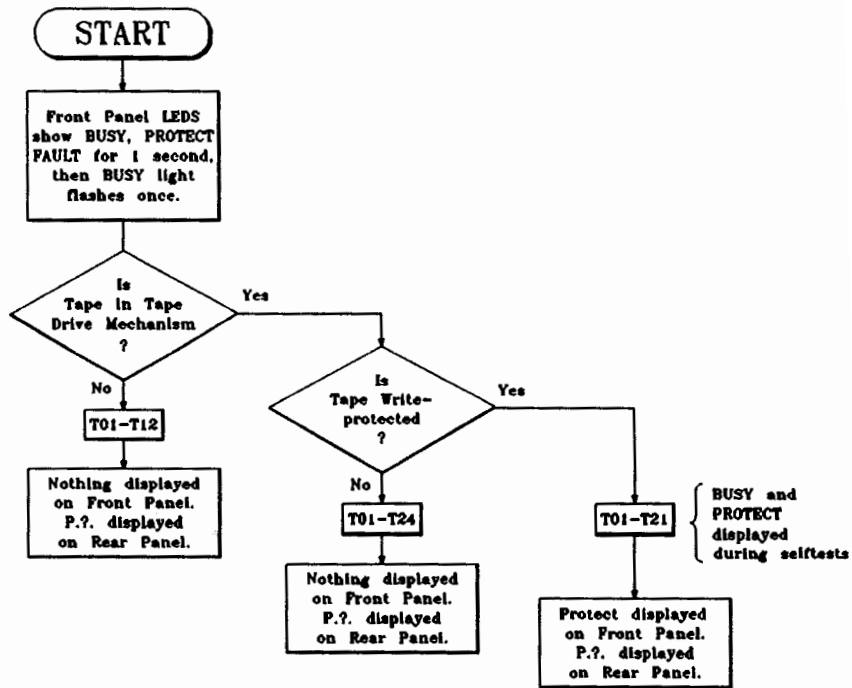 START
Front Panel LEDS
show BUSY, PROTECT
FAULT for 1 second,
then BUSY light
flashes once.
Is
Tape in Tape
Drive Mechanism
?
Yes
No
T01-T12
Nothing displayed
on Front Panel.
P.?. displayed
on Rear Panel.
Is
Tape Write-
protected
?
Yes
No
T01-T24
Nothing displayed
on Front Panel.
P.?. displayed
on Rear Panel.
T01-T21
BUSY and
PROTECT
displayed
during selftests
Protect displayed
on Front Panel.
P.?. displayed
on Rear Panel.